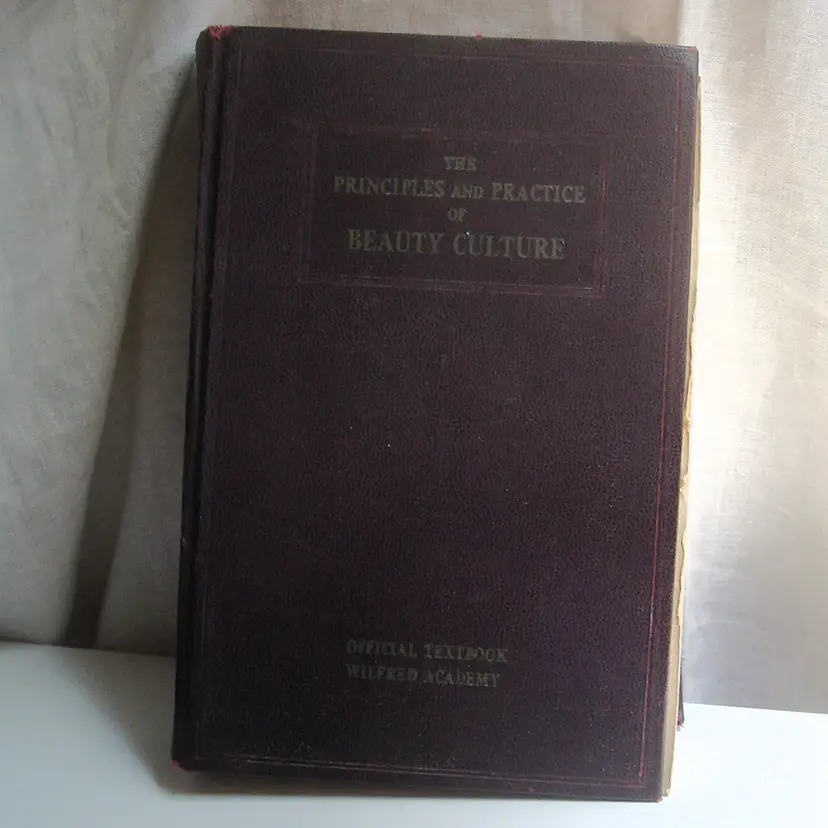 THE
PRINCIPLES AND PRACTICE
OF
BEAUTY CULTURE
OFFICIAL TEXTBOOK
WILFRED ACADEMY